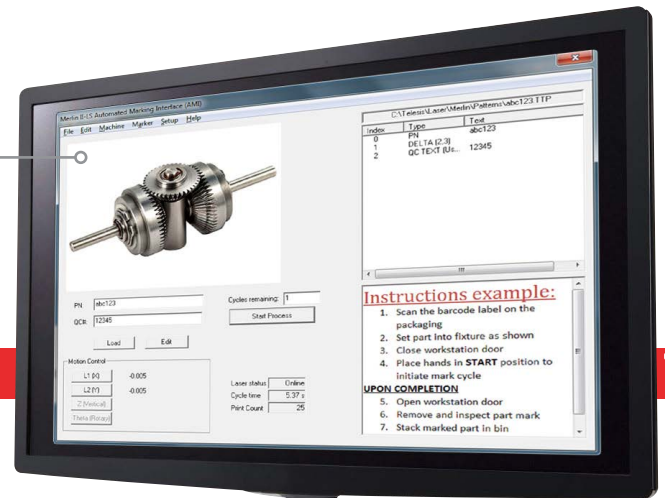 Merlin II-LS Automated Marking Interface (AMI)
File Edit Machine Marker Setup Help
C:\Telesis\Laser\Merlin\Patterns\abc123.TTP
Index Type Text
0 PN abc123
1 DELTA (2,3)
2 QC TEXT (Us... 12345
PN: abc123
QC#: 12345
Load Edit
Cycles remaining: 1
Start Process
Motion Control
L1 (X) -0.005
L2 (Y) -0.005
Z (Vertical)
Theta (Rotary)
Laser status Online
Cycle time 5.37 s
Print Count 25
Instructions example:
1. Scan the barcode label on the
packaging
2. Set part into fixture as shown
3. Close workstation door
4. Place hands in START position to
initiate mark cycle
UPON COMPLETION
5. Open workstation door
6. Remove and inspect part mark
7. Stack marked part in bin